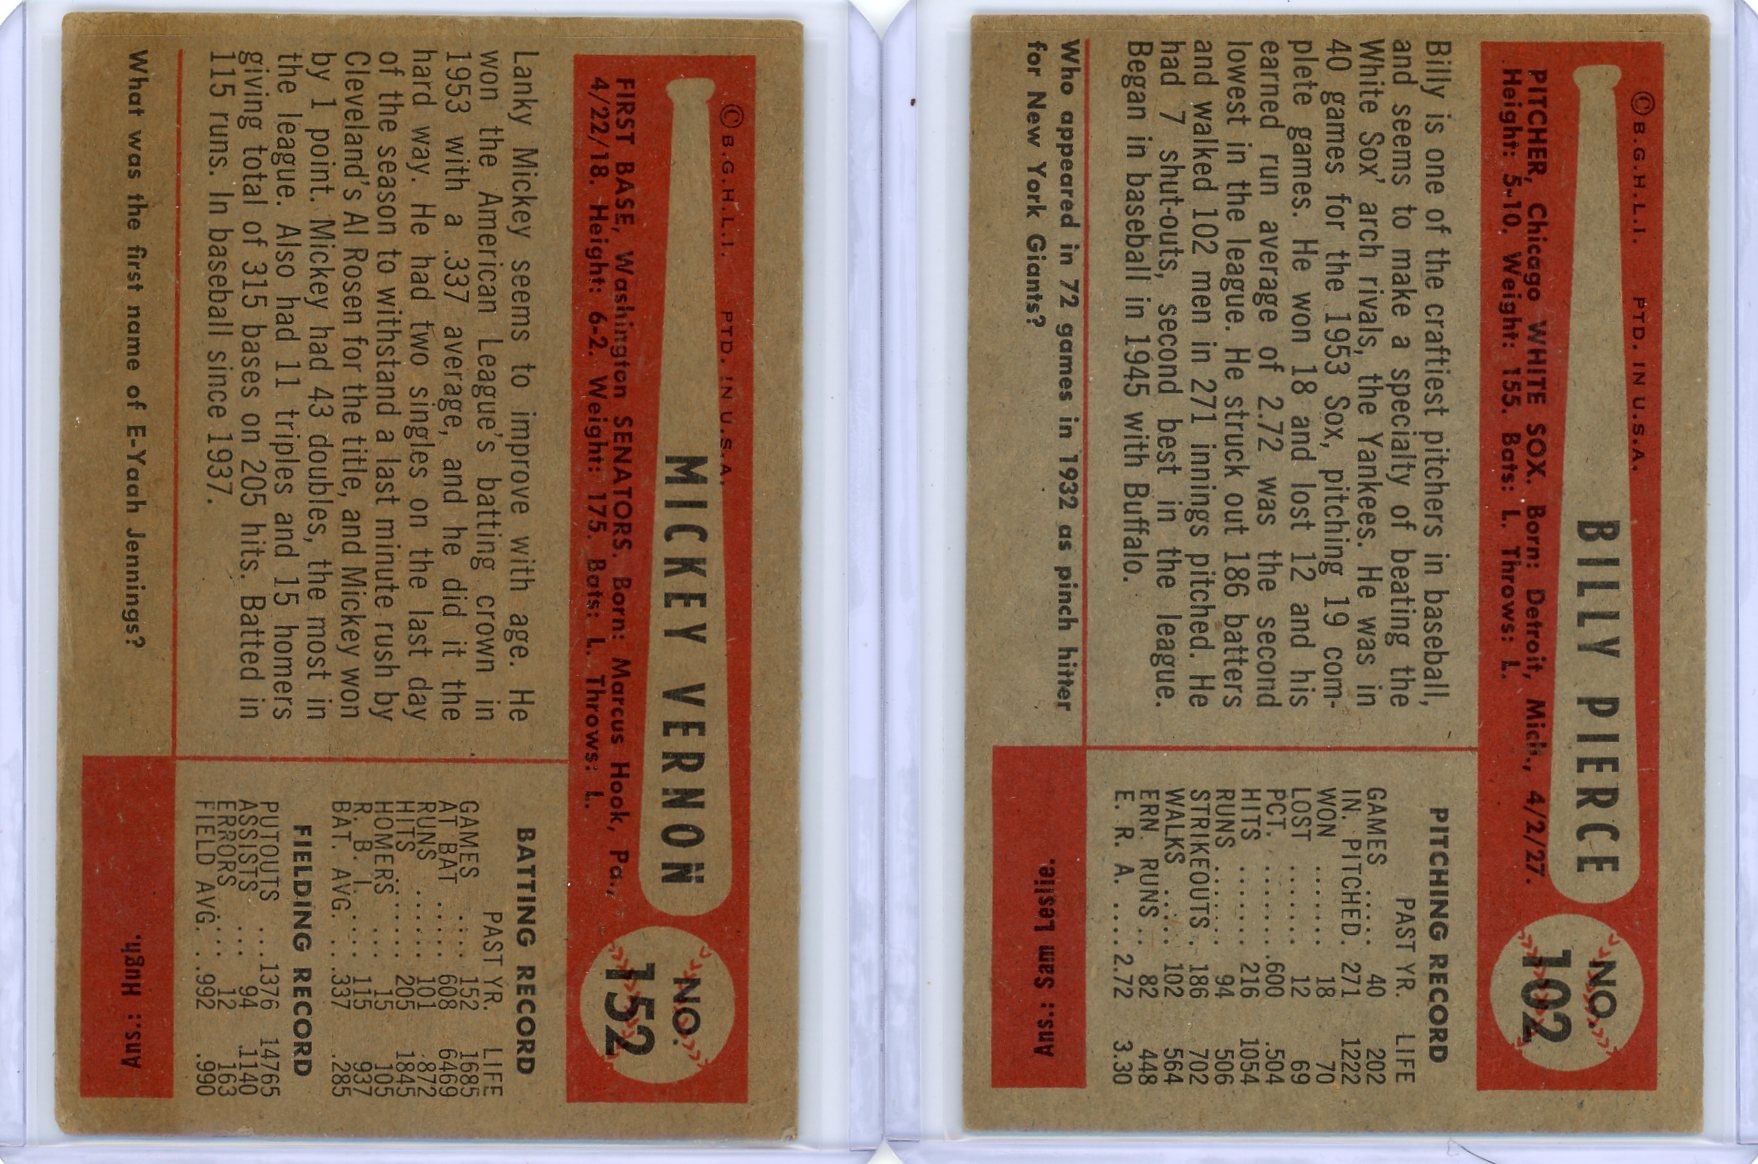 © B.G.H.L.I. PTD. IN U.S.A.
MICKEY VERNON
NO.
152
FIRST BASE, Washington SENATORS. Born: Marcus Hook, Pa.,
4/22/18. Height: 6-2. Weight: 175. Bats: L. Throws: L.
Lanky Mickey seems to improve with age. He
won the American League's batting crown in
1953 with a .337 average, and he did it the
hard way. He had two singles on the last day
of the season to withstand a last minute rush by
Cleveland's Al Rosen for the title, and Mickey won
by 1 point. Mickey had 43 doubles, the most in
the league. Also had 11 triples and 15 homers
giving total of 315 bases on 205 hits. Batted in
115 runs. In baseball since 1937.
BATTING RECORD
PAST YR. LIFE
GAMES .... 152 1685
AT BAT ..... 608 6469
RUNS ...... 101 872
HITS ....... 205 1845
HOMERS .... 15 105
R. B. I. .... 115 937
BAT. AVG. .. .337 .285
FIELDING RECORD
PUTOUTS ...1376 14765
ASSISTS ... 94 1140
ERRORS ... 12 163
FIELD AVG. .. .992 .990
What was the first name of E-Yaah Jennings?
Ans.: Hugh.
© B.G.H.L.I. PTD. IN U.S.A.
BILLY PIERCE
NO.
102
PITCHER, Chicago WHITE SOX. Born: Detroit, Mich., 4/2/27.
Height: 5-10. Weight: 155. Bats: L. Throws: L.
Billy is one of the craftiest pitchers in baseball,
and seems to make a specialty of beating the
White Sox' arch rivals, the Yankees. He was in
40 games for the 1953 Sox, pitching 19 com-
plete games. He won 18 and lost 12 and his
earned run average of 2.72 was the second
lowest in the league. He struck out 186 batters
and walked 102 men in 271 innings pitched. He
had 7 shut-outs, second best in the league.
Began in baseball in 1945 with Buffalo.
PITCHING RECORD
PAST YR. LIFE
GAMES ..... 40 202
IN. PITCHED. 271 1222
WON ....... 18 70
LOST ....... 12 69
PCT. ....... .600 .504
HITS ....... 216 1054
RUNS ...... 94 506
STRIKEOUTS . 186 702
WALKS .... 102 564
ERN. RUNS .. 82 448
E. R. A. .... 2.72 3.30
Who appeared in 72 games in 1932 as pinch hitter
for New York Giants?
Ans.: Sam Leslie.